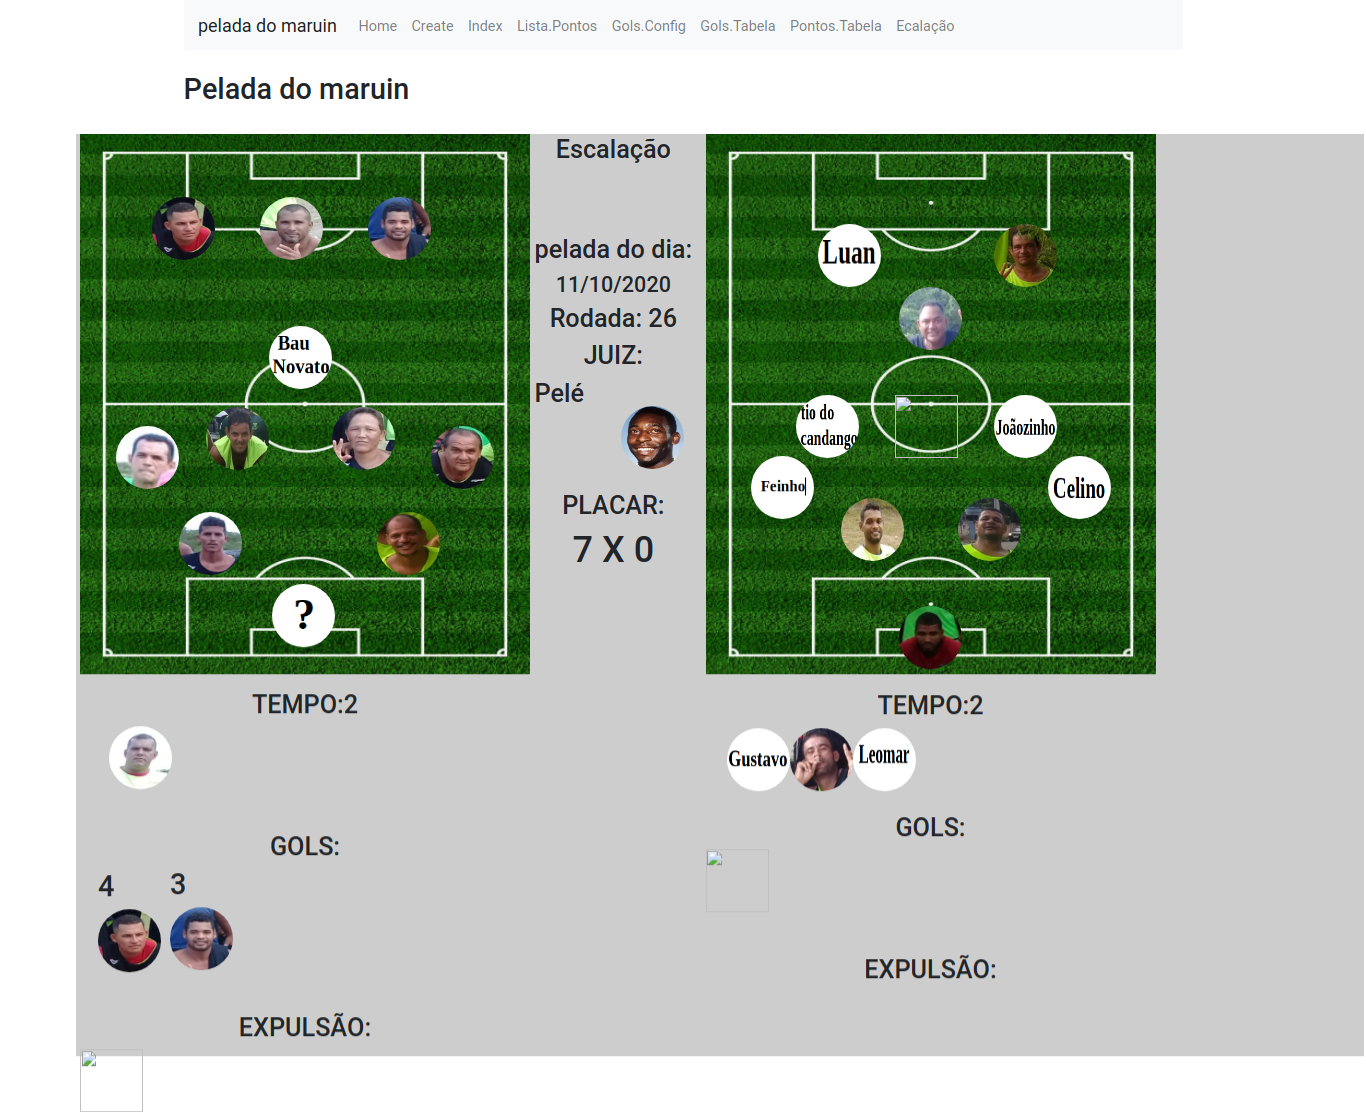 pelada do maruin Home Create Index Lista.Pontos Gols.Config Gols.Tabela Pontos.Tabela Ecalação
Pelada do maruin
Bau
Novato
?
TEMPO:2
GOLS:
4 3
EXPULSÃO:
Escalação
pelada do dia:
11/10/2020
Rodada: 26
JUIZ:
Pelé
PLACAR:
7 X 0
Luan
tio do
candango
Joãozinho
Feinho
Celino
TEMPO:2
Gustavo
Leomar
GOLS:
EXPULSÃO: